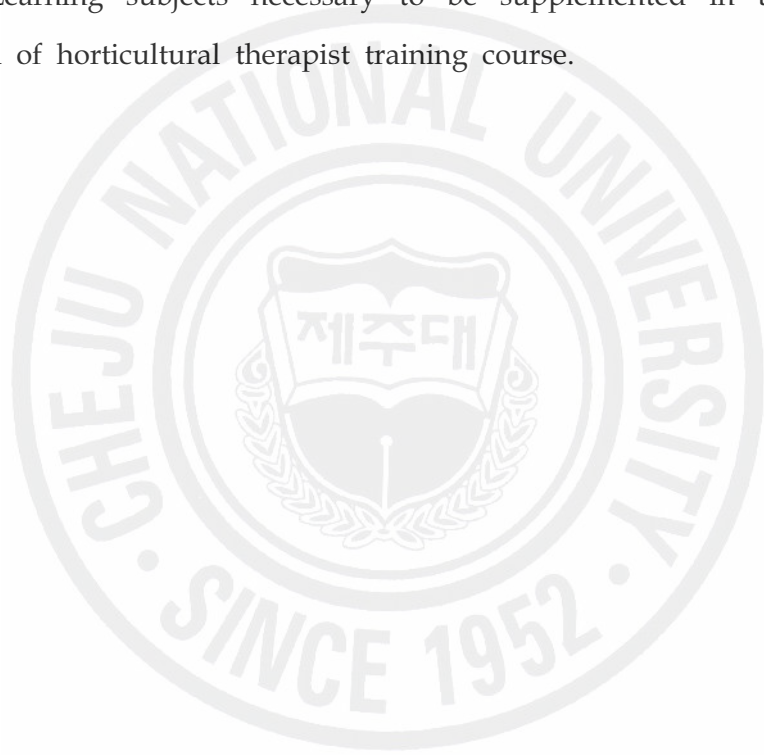 Learning subjects necessary to be supplemented in
of horticultural therapist training course.
CHEJU NATIONAL UNIVERSITY
제주대
SINCE 1952